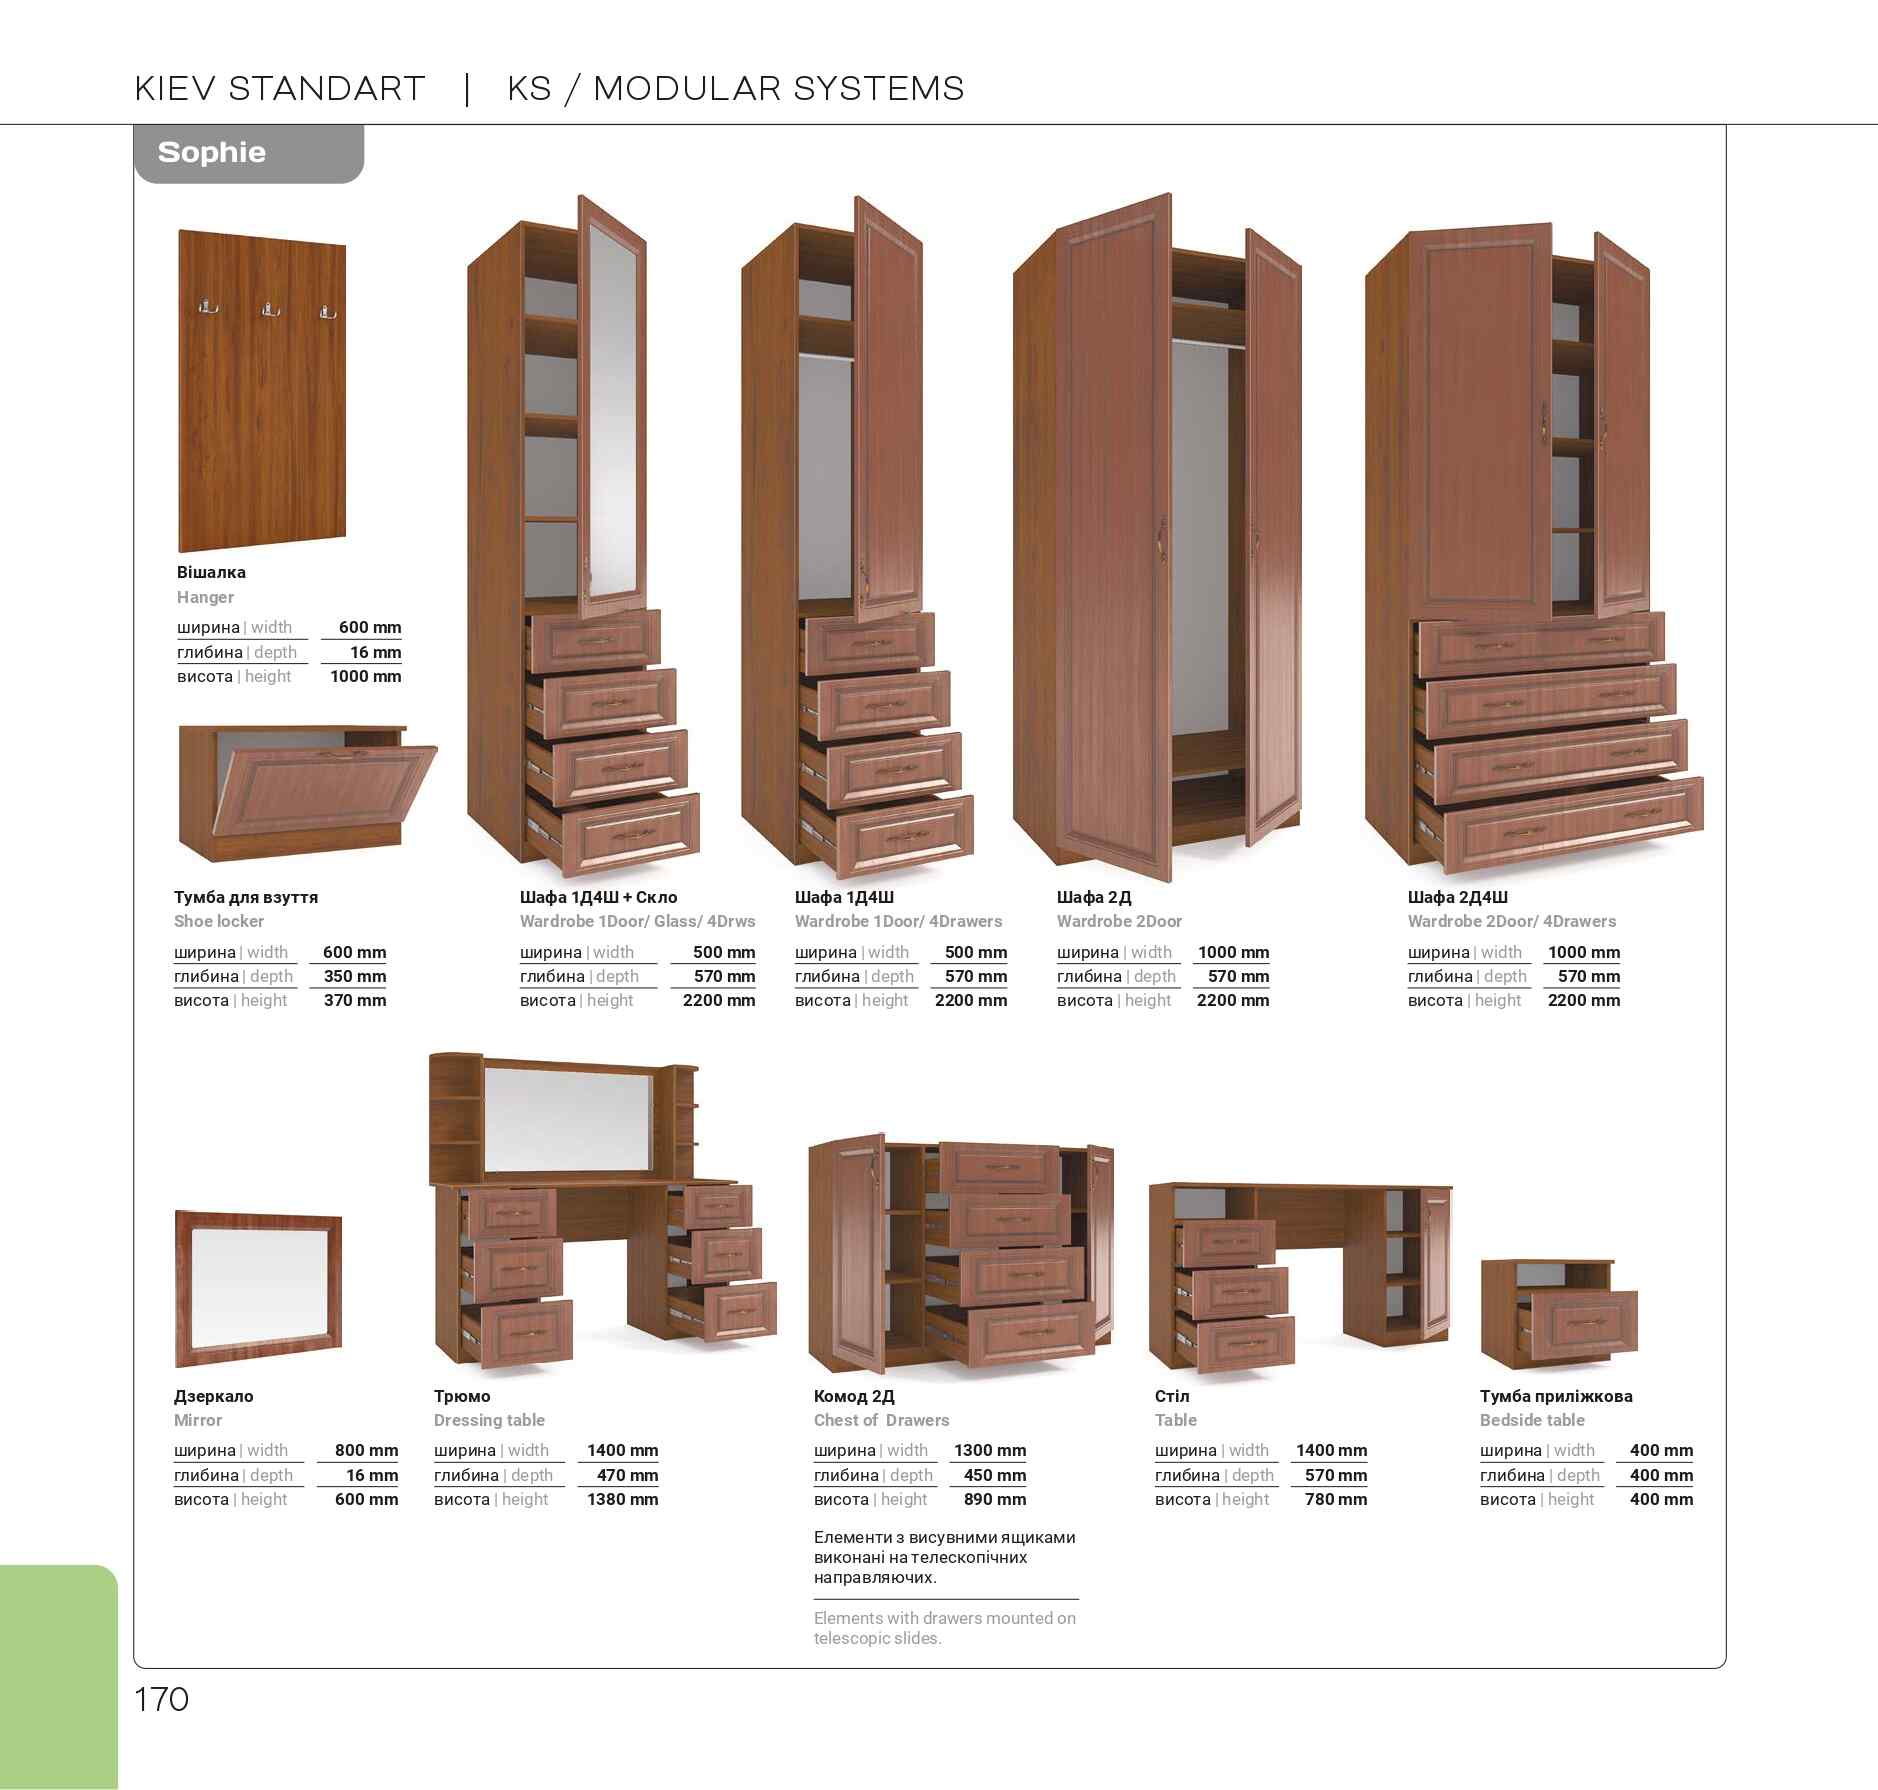 KIEV STANDART | KS / MODULAR SYSTEMS
Sophie
Вішалка
Hanger
ширина | width 600 mm
глибина | depth 16 mm
висота | height 1000 mm
Тумба для взуття
Shoe locker
ширина | width 600 mm
глибина | depth 350 mm
висота | height 370 mm
Шафа 1Д4Ш + Скло
Wardrobe 1Door/ Glass/ 4Drws
ширина | width 500 mm
глибина | depth 570 mm
висота | height 2200 mm
Шафа 1Д4Ш
Wardrobe 1Door/ 4Drawers
ширина | width 500 mm
глибина | depth 570 mm
висота | height 2200 mm
Шафа 2Д
Wardrobe 2Door
ширина | width 1000 mm
глибина | depth 570 mm
висота | height 2200 mm
Шафа 2Д4Ш
Wardrobe 2Door/ 4Drawers
ширина | width 1000 mm
глибина | depth 570 mm
висота | height 2200 mm
Дзеркало
Mirror
ширина | width 800 mm
глибина | depth 16 mm
висота | height 600 mm
Трюмо
Dressing table
ширина | width 1400 mm
глибина | depth 470 mm
висота | height 1380 mm
Комод 2Д
Chest of Drawers
ширина | width 1300 mm
глибина | depth 450 mm
висота | height 890 mm
Елементи з висувними ящиками
виконані на телескопічних
направляючих.
Elements with drawers mounted on
telescopic slides.
Стіл
Table
ширина | width 1400 mm
глибина | depth 570 mm
висота | height 780 mm
Тумба приліжкова
Bedside table
ширина | width 400 mm
глибина | depth 400 mm
висота | height 400 mm
170